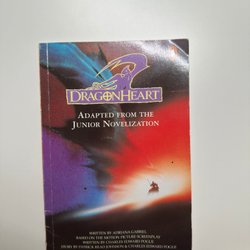 DRAGONHEART
ADAPTED FROM THE
JUNIOR NOVELIZATION
WRITTEN BY ADRIANA GABRIEL
BASED ON THE MOTION PICTURE SCREENPLAY
WRITTEN BY CHARLES EDWARD POGUE
STORY BY PATRICK READ JOHNSON & CHARLES EDWARD POGUE